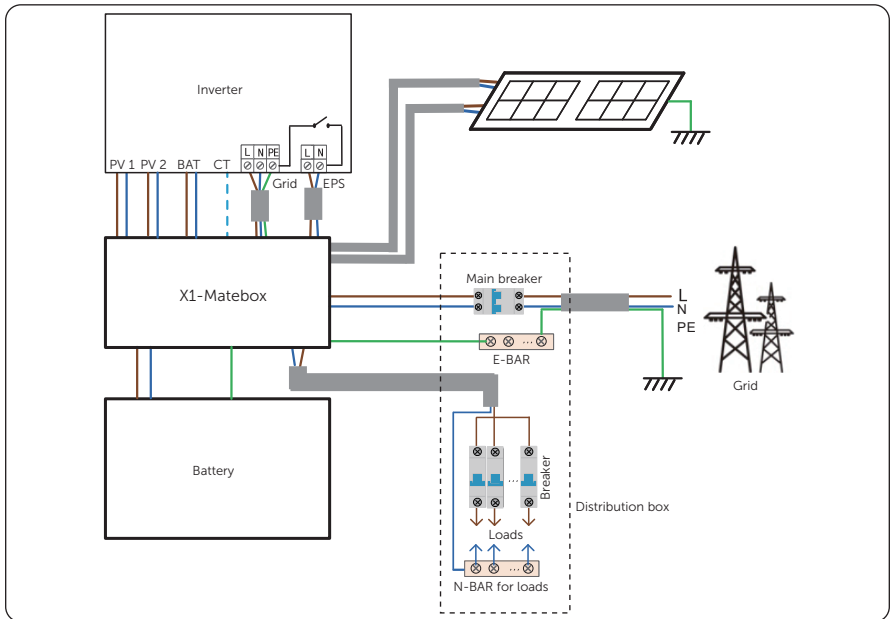 Inverter
L N PE
L N
PV 1 PV 2 BAT CT
Grid EPS
X1-Matebox
Main breaker
L
N
PE
...
E-BAR
Grid
Battery
...
Breaker
Distribution box
Loads
...
N-BAR for loads